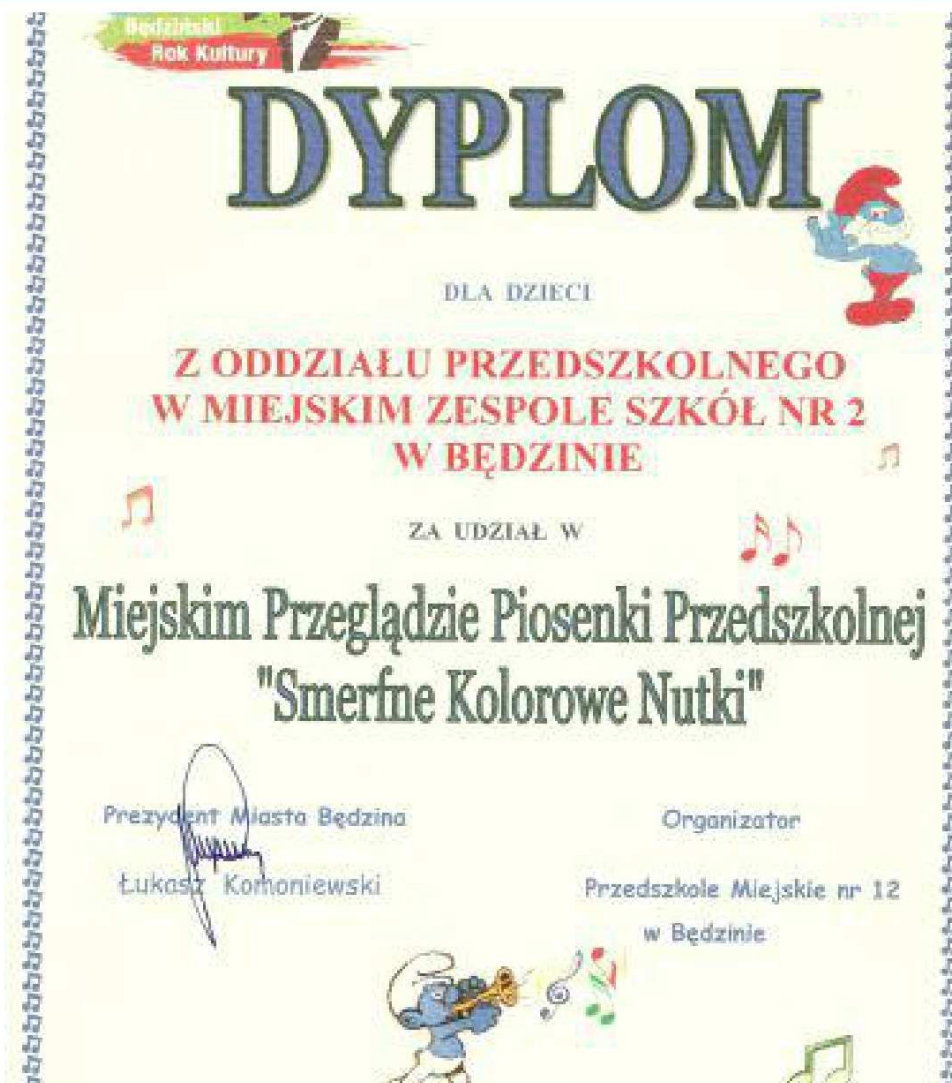 Będziński
Rok Kultury
DYPLOM
DLA DZIECI
Z ODDZIAŁU PRZEDSZKOLNEGO
W MIEJSKIM ZESPOLE SZKÓŁ NR 2
W BĘDZINIE
ZA UDZIAŁ W
Miejskim Przeglądzie Piosenki Przedszkolnej
"Smerfne Kolorowe Nutki"
Prezydent Miasta Będzina
Łukasz Komoniewski
Organizator
Przedszkole Miejskie nr 12
w Będzinie